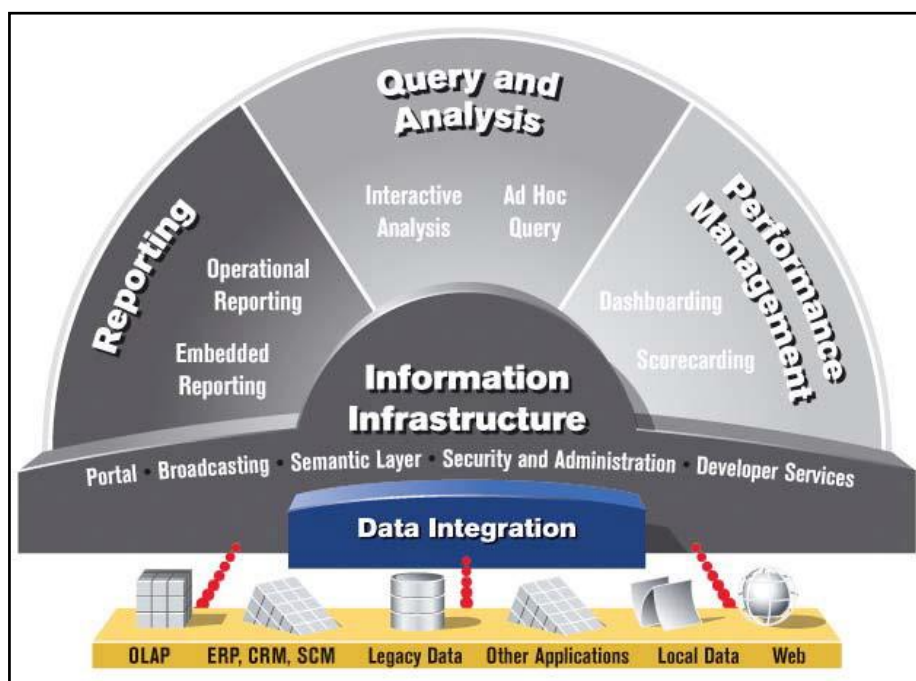 Query and
Analysis
Interactive
Analysis
Ad Hoc
Query
Reporting
Operational
Reporting
Embedded
Reporting
Performance
Management
Dashboarding
Scorecarding
Information
Infrastructure
Portal • Broadcasting • Semantic Layer • Security and Administration • Developer Services
Data Integration
OLAP
ERP, CRM, SCM
Legacy Data
Other Applications
Local Data
Web